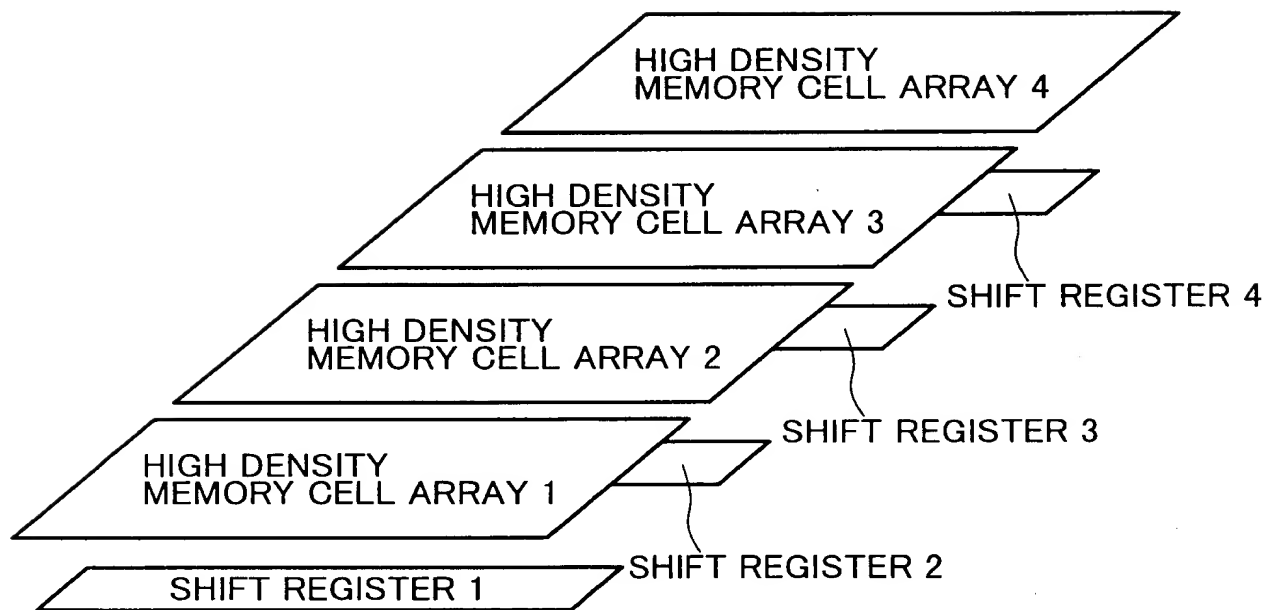 HIGH DENSITY
MEMORY CELL ARRAY 4
HIGH DENSITY
MEMORY CELL ARRAY 3
SHIFT REGISTER 4
HIGH DENSITY
MEMORY CELL ARRAY 2
SHIFT REGISTER 3
HIGH DENSITY
MEMORY CELL ARRAY 1
SHIFT REGISTER 2
SHIFT REGISTER 1